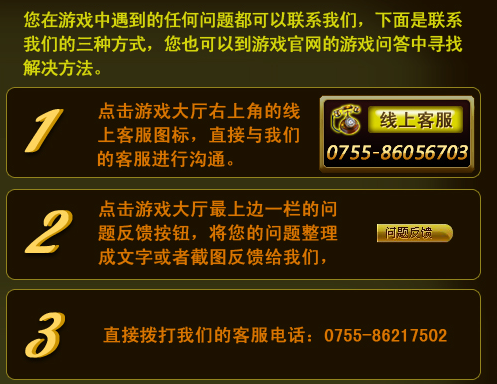 您在游戏中遇到的任何问题都可以联系我们，下面是联系
我们的三种方式，您也可以到游戏官网的游戏问答中寻找
解决方法。
1
点击游戏大厅右上角的线
上客服图标，直接与我们
的客服进行沟通。
线上客服
0755-86056703
2
点击游戏大厅最上边一栏的问
题反馈按钮，将您的问题整理
成文字或者截图反馈给我们，
问题反馈
3
直接拨打我们的客服电话：0755-86217502